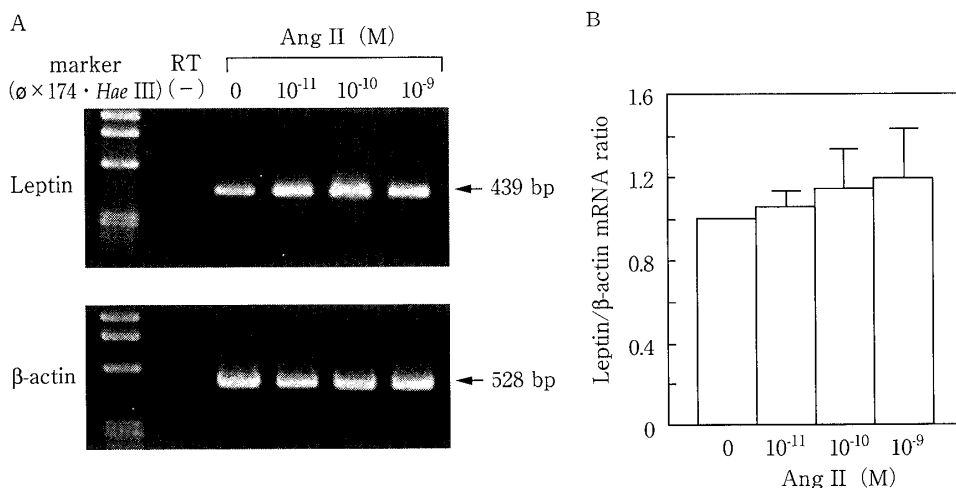 A
Ang II (M)
marker RT
(ø×174・Hae III) (−) 0 10⁻¹¹ 10⁻¹⁰ 10⁻⁹
Leptin
439 bp
β-actin
528 bp
B
Leptin/β-actin mRNA ratio
1.6
1.2
0.8
0.4
0
0 10⁻¹¹ 10⁻¹⁰ 10⁻⁹
Ang II (M)